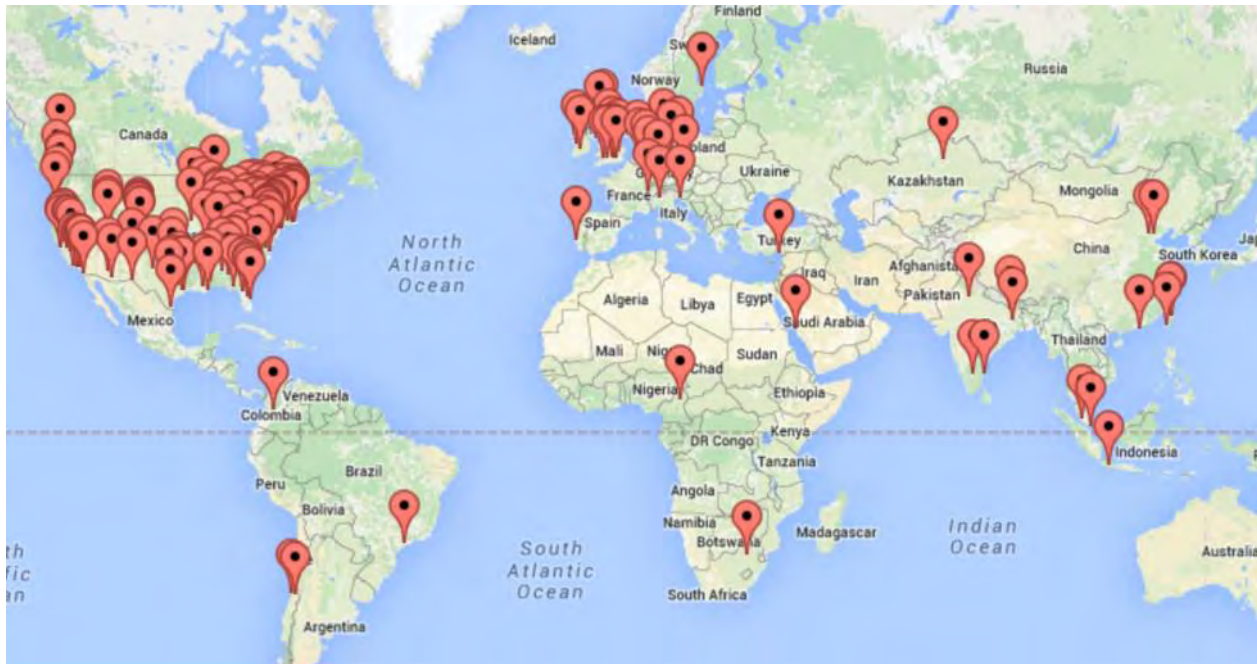 Finland
Iceland
Norway
Russia
Canada
Poland
Ukraine
Kazakhstan
France
Mongolia
Italy
Spain
North
Atlantic
Ocean
Turkey
China
South Korea
Iraq
Iran
Afghanista
Pakistan
Algeria
Libya
Egypt
Saudi Arabia
Mexico
Mali
Chad
Sudan
Thailand
Nigeria
Ethiopia
Venezuela
Colombia
DR Congo
Kenya
Indonesia
Tanzania
Brazil
Peru
Angola
Bolivia
Namibia
Botswana
Madagascar
Indian
Ocean
South
Atlantic
Ocean
Australia
South Africa
Argentina